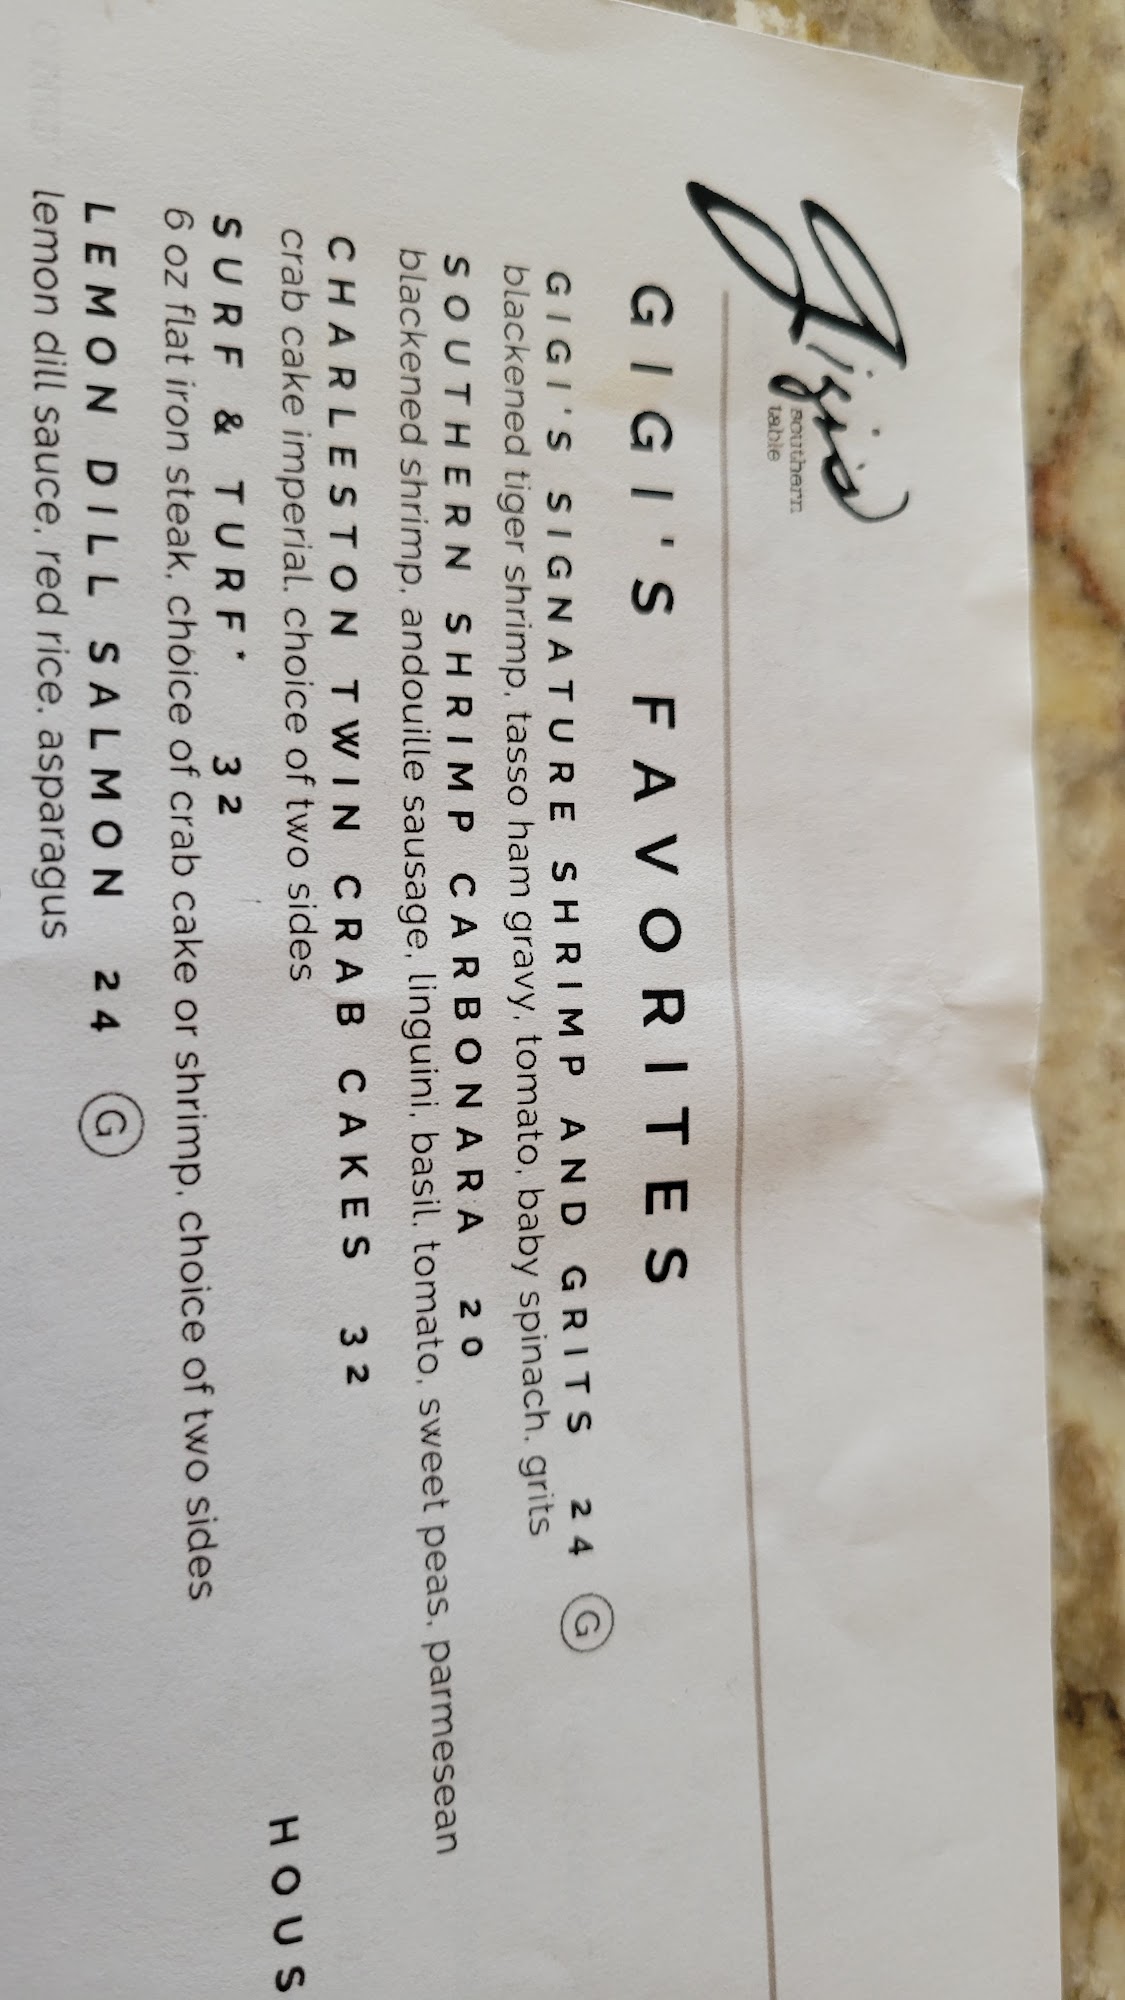 Gigis
southern
table
GIGI'S FAVORITES
GIGI'S SIGNATURE SHRIMP AND GRITS 24 G
blackened tiger shrimp, tasso ham gravy, tomato, baby spinach, grits
SOUTHERN SHRIMP CARBONARA 20
blackened shrimp, andouille sausage, linguini, basil, tomato, sweet peas, parmesean
CHARLESTON TWIN CRAB CAKES 32
crab cake imperial, choice of two sides
SURF & TURF* 32
6 oz flat iron steak, choice of crab cake or shrimp, choice of two sides
LEMON DILL SALMON 24 G
lemon dill sauce, red rice, asparagus
HOUS